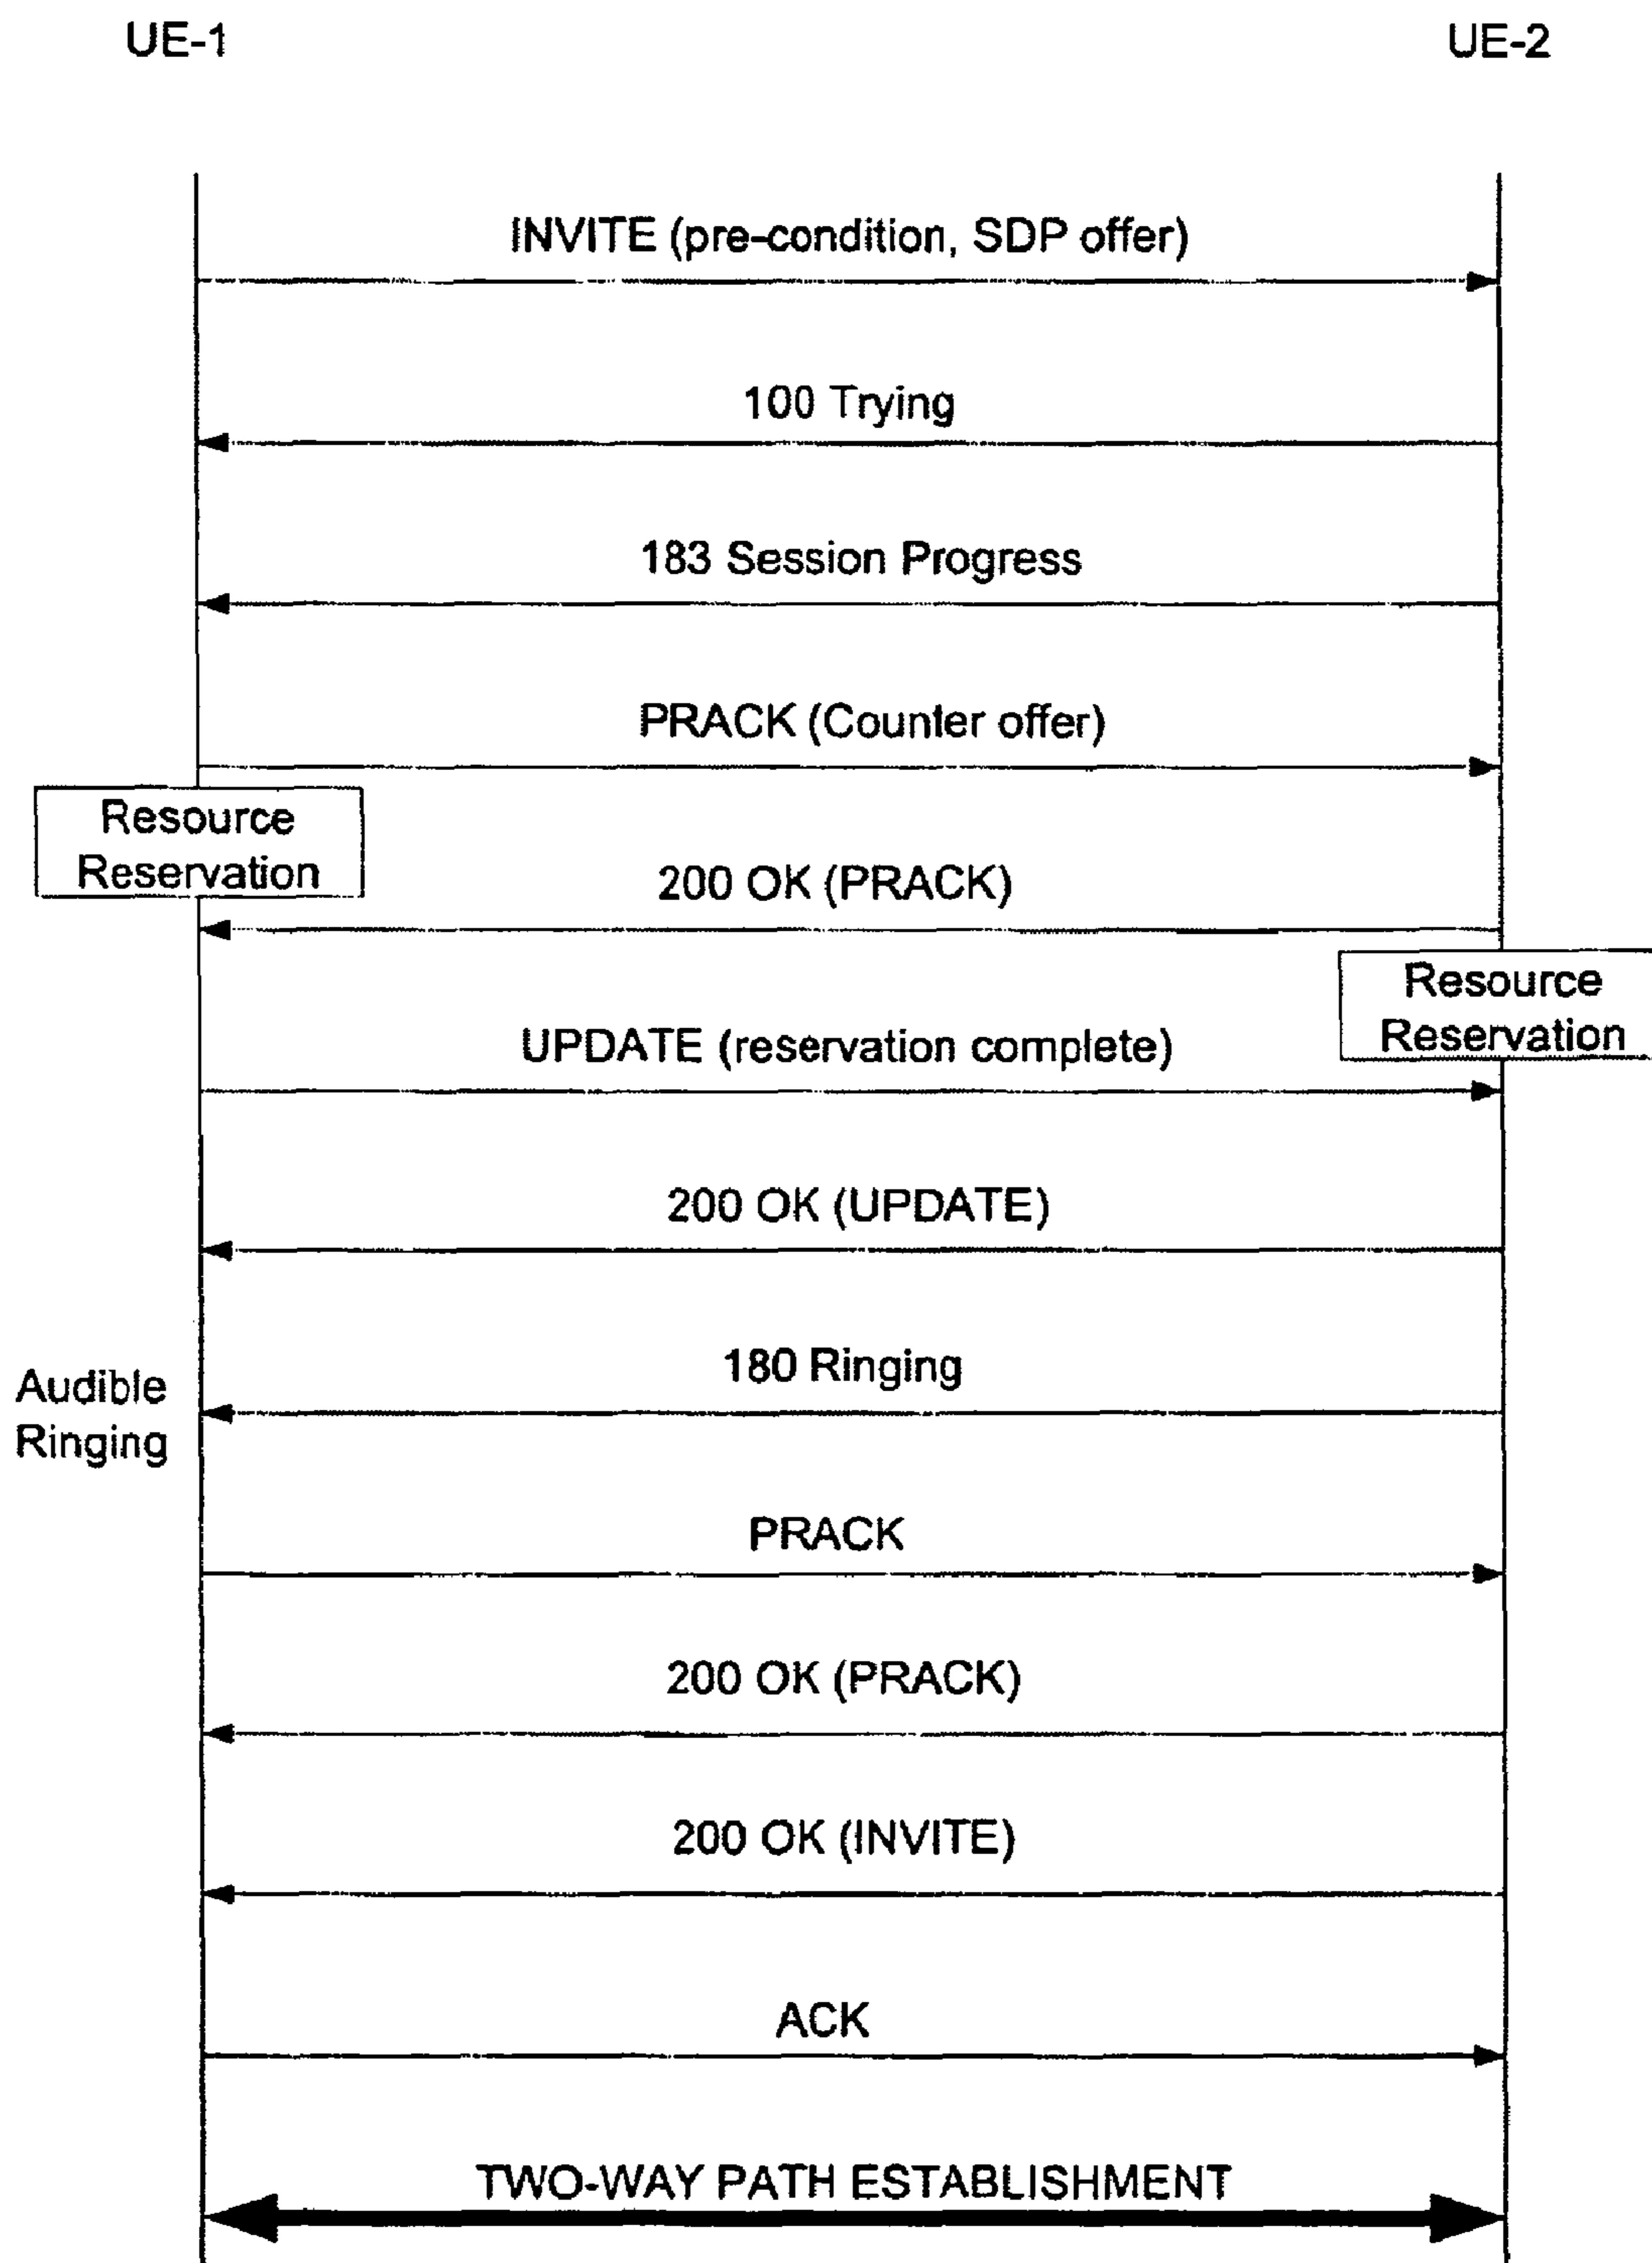 UE-1
UE-2
INVITE (pre-condition, SDP offer)
100 Trying
183 Session Progress
PRACK (Counter offer)
Resource
Reservation
200 OK (PRACK)
Resource
Reservation
UPDATE (reservation complete)
200 OK (UPDATE)
180 Ringing
Audible
Ringing
PRACK
200 OK (PRACK)
200 OK (INVITE)
ACK
TWO-WAY PATH ESTABLISHMENT